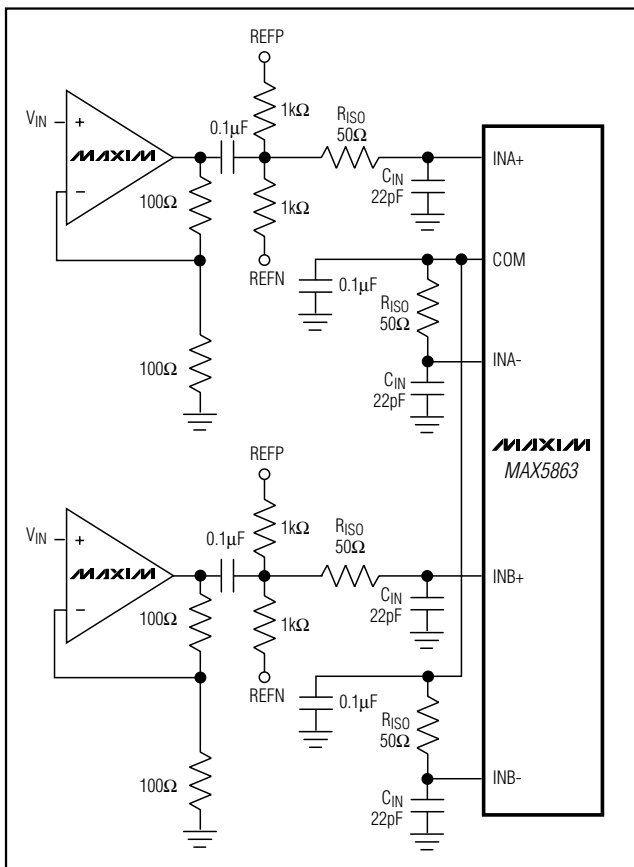 REFP
VIN
+
MAXIM
−
0.1µF
1kΩ
1kΩ
RISO
50Ω
CIN
22pF
INA+
100Ω
REFN
0.1µF
COM
RISO
50Ω
100Ω
CIN
22pF
INA-
MAXIM
MAX5863
REFP
VIN
+
MAXIM
−
0.1µF
1kΩ
1kΩ
RISO
50Ω
CIN
22pF
INB+
100Ω
REFN
0.1µF
RISO
50Ω
100Ω
CIN
22pF
INB-